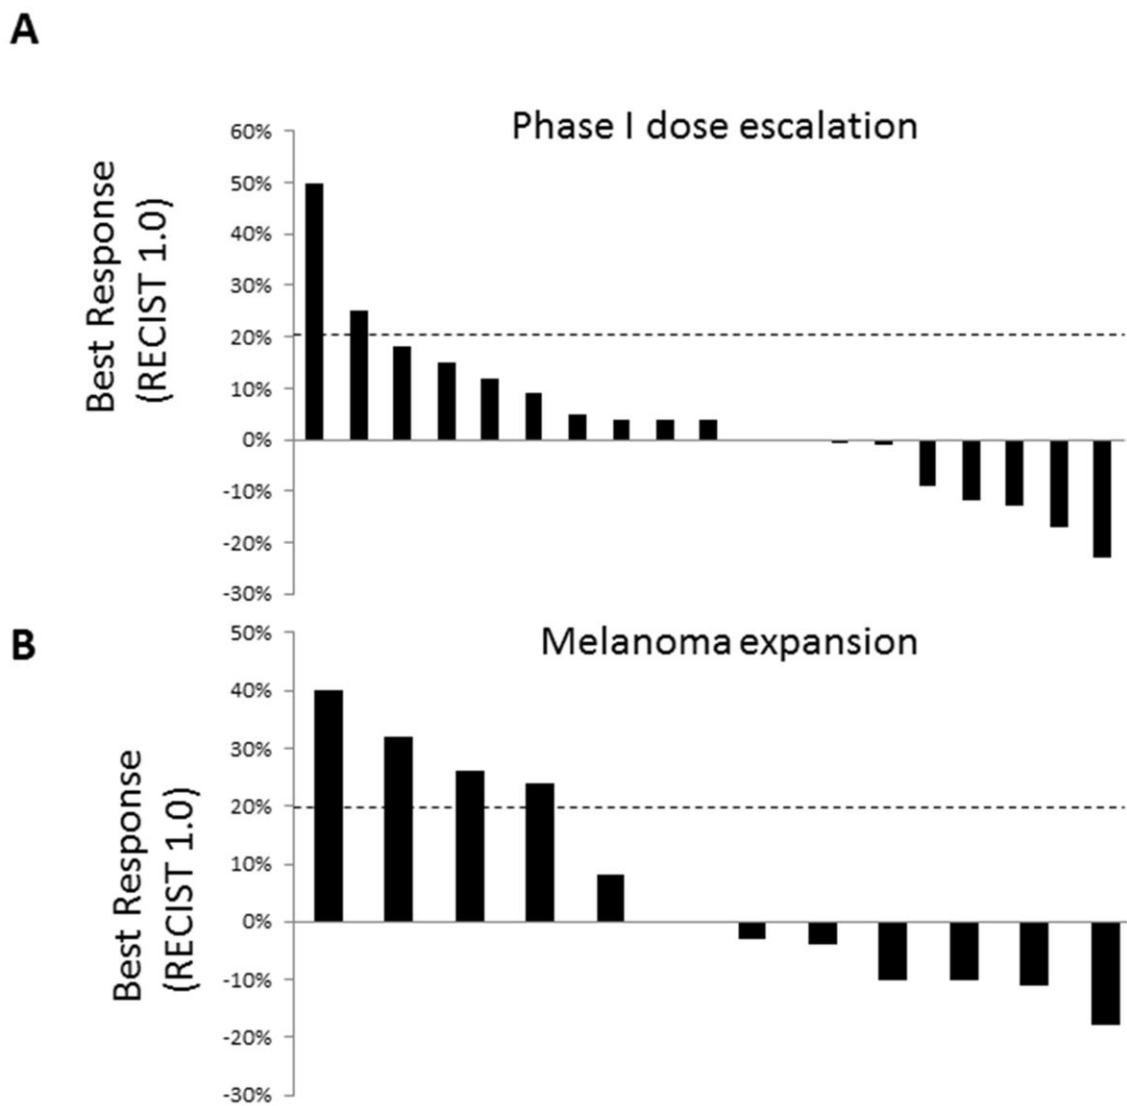 A
Phase I dose escalation
Best Response
(RECIST 1.0)
60%
50%
40%
30%
20%
10%
0%
-10%
-20%
-30%
B
Melanoma expansion
Best Response
(RECIST 1.0)
50%
40%
30%
20%
10%
0%
-10%
-20%
-30%